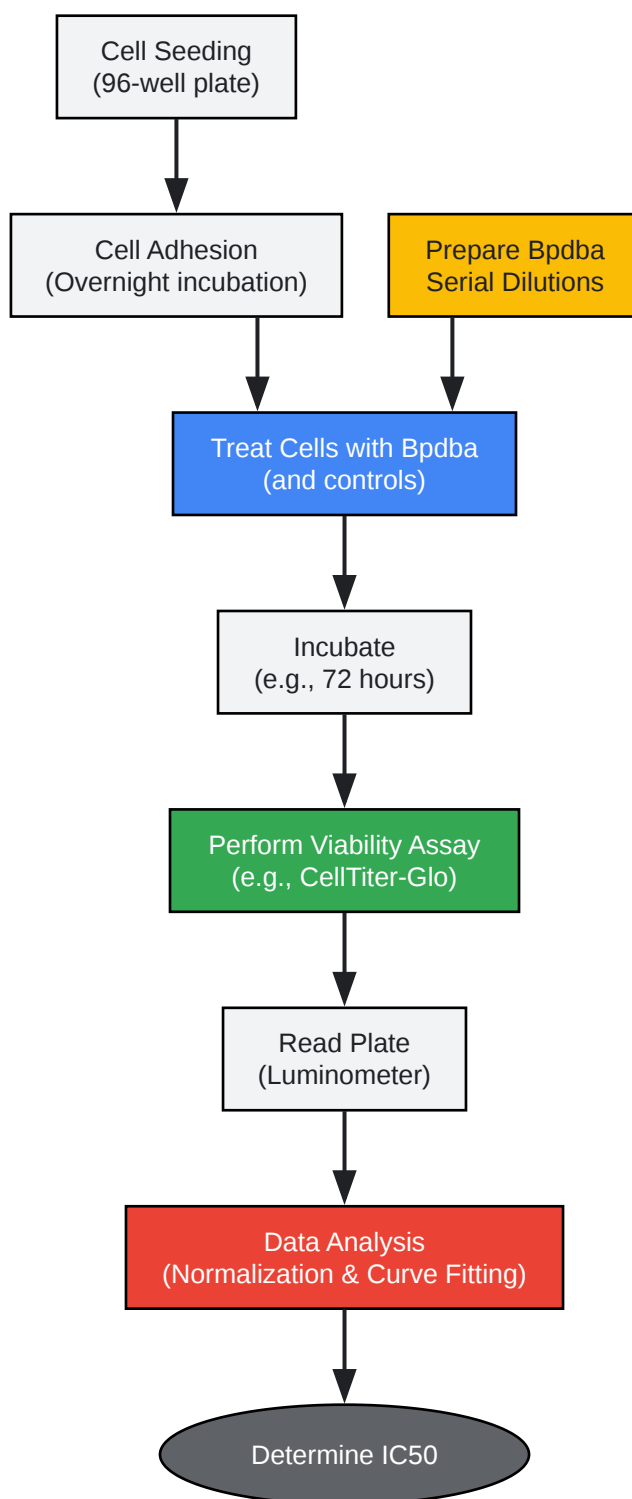 Cell Seeding
(96-well plate)
Cell Adhesion
(Overnight incubation)
Prepare Bpdba
Serial Dilutions
Treat Cells with Bpdba
(and controls)
Incubate
(e.g., 72 hours)
Perform Viability Assay
(e.g., CellTiter-Glo)
Read Plate
(Luminometer)
Data Analysis
(Normalization & Curve Fitting)
Determine IC50